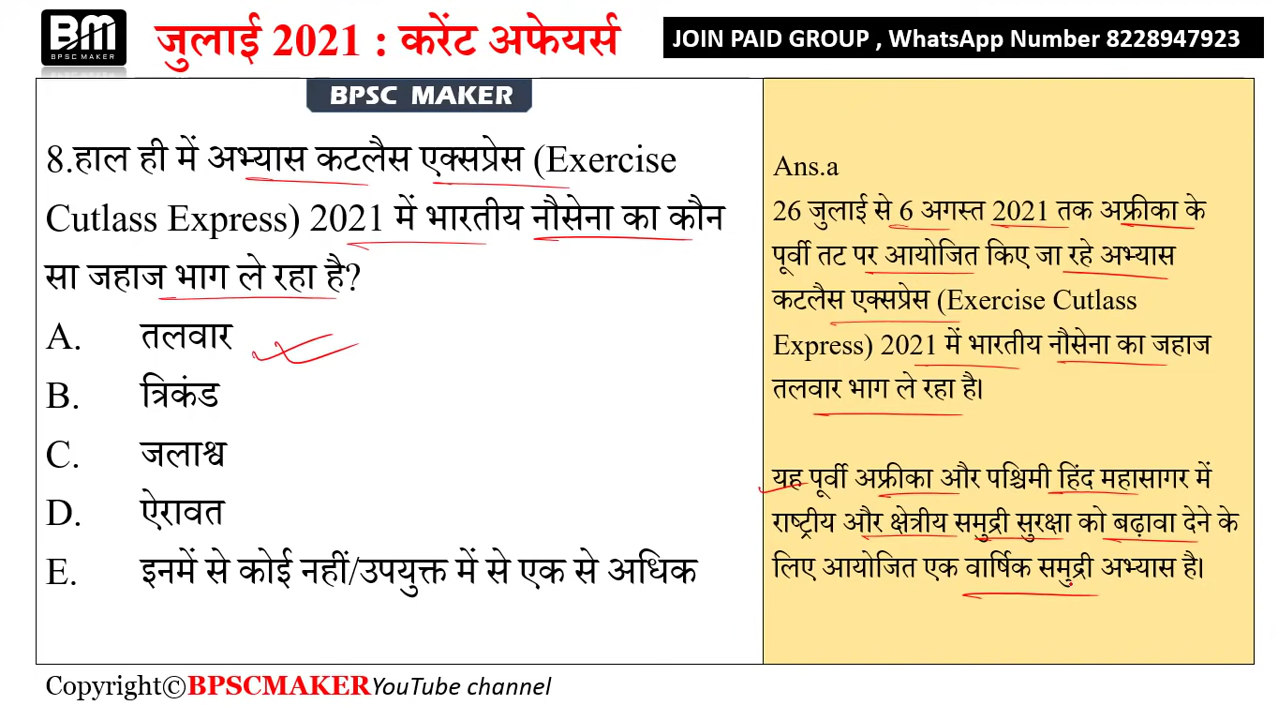 BM
BPSC MAKER
जुलाई 2021 : करेंट अफेयर्स
JOIN PAID GROUP , WhatsApp Number 8228947923
BPSC MAKER
8.हाल ही में अभ्यास कटलैस एक्सप्रेस (Exercise
Cutlass Express) 2021 में भारतीय नौसेना का कौन
सा जहाज भाग ले रहा है?
A. तलवार
B. त्रिकंड
C. जलाश्व
D. ऐरावत
E. इनमें से कोई नहीं/उपयुक्त में से एक से अधिक
Ans.a
26 जुलाई से 6 अगस्त 2021 तक अफ्रीका के
पूर्वी तट पर आयोजित किए जा रहे अभ्यास
कटलैस एक्सप्रेस (Exercise Cutlass
Express) 2021 में भारतीय नौसेना का जहाज
तलवार भाग ले रहा है।
यह पूर्वी अफ्रीका और पश्चिमी हिंद महासागर में
राष्ट्रीय और क्षेत्रीय समुद्री सुरक्षा को बढ़ावा देने के
लिए आयोजित एक वार्षिक समुद्री अभ्यास है।
Copyright©BPSCMAKERYouTube channel